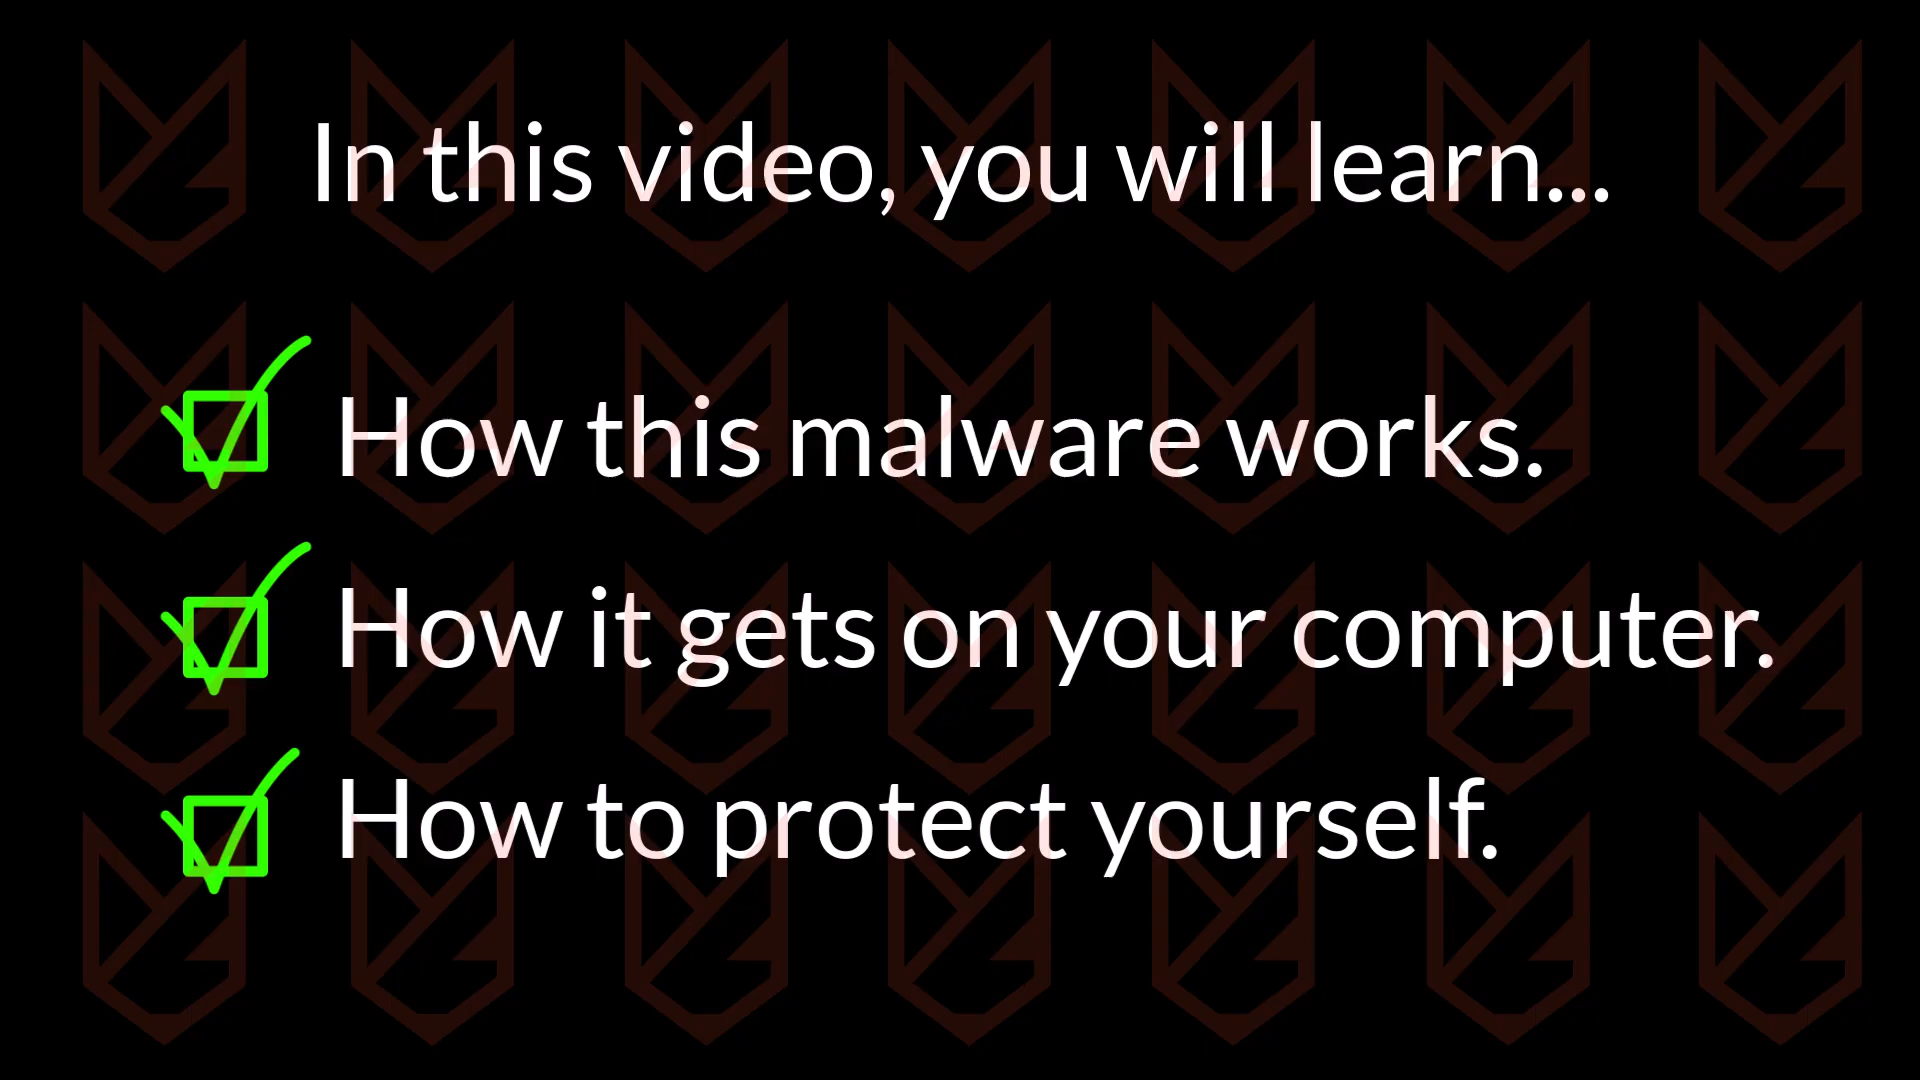 In this video, you will learn...
How this malware works.
How it gets on your computer.
How to protect yourself.